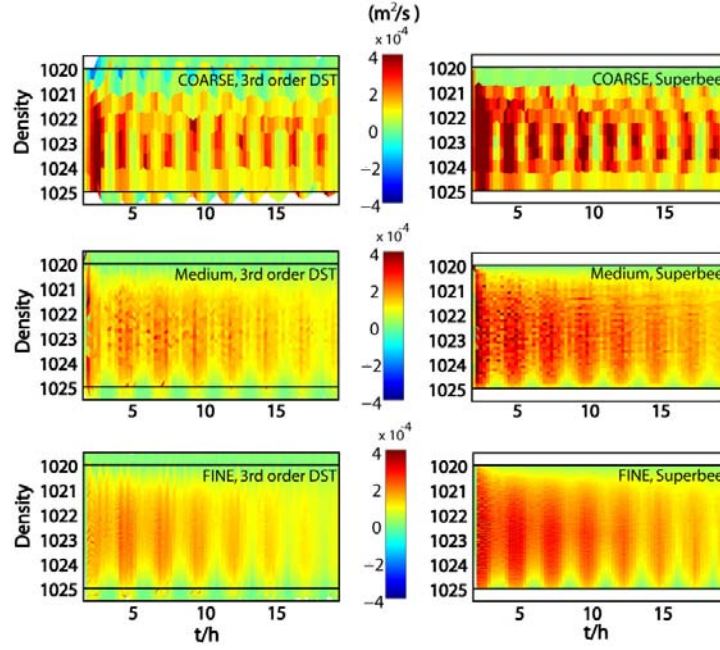 (m²/s)
x 10⁻⁴
4
2
0
−2
−4
Density
1020
1021
1022
1023
1024
1025
COARSE, 3rd order DST
5 10 15
1020
1021
1022
1023
1024
1025
COARSE, Superbee
5 10 15
x 10⁻⁴
4
2
0
−2
−4
Density
1020
1021
1022
1023
1024
1025
Medium, 3rd order DST
5 10 15
1020
1021
1022
1023
1024
1025
Medium, Superbee
5 10 15
x 10⁻⁴
4
2
0
−2
−4
Density
1020
1021
1022
1023
1024
1025
FINE, 3rd order DST
5 10 15
t/h
1020
1021
1022
1023
1024
1025
FINE, Superbee
5 10 15
t/h